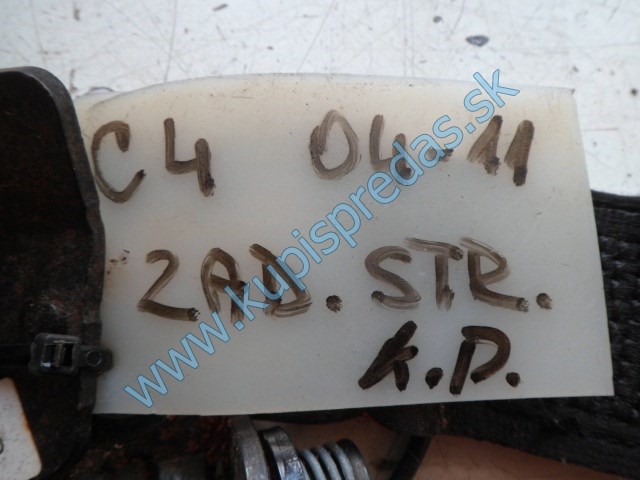 C4 04-11
ZAD. STR.
K.D.
www.kupispredas.sk